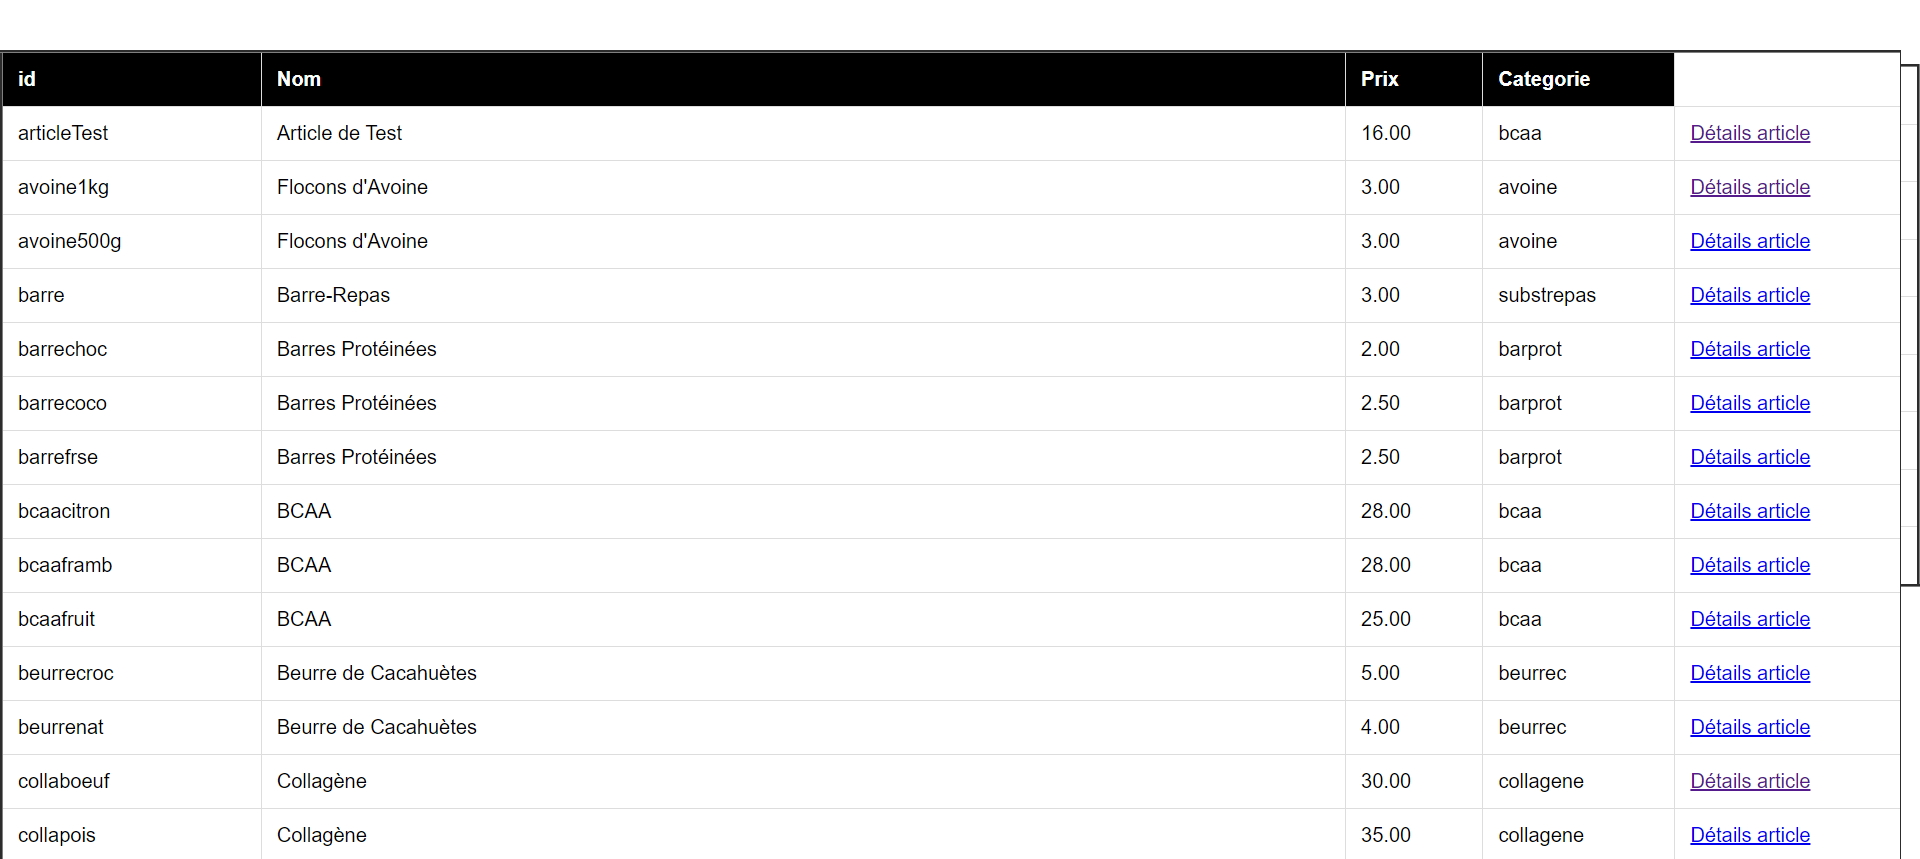 id Nom Prix Categorie
articleTest Article de Test 16.00 bcaa Détails article
avoine1kg Flocons d'Avoine 3.00 avoine Détails article
avoine500g Flocons d'Avoine 3.00 avoine Détails article
barre Barre-Repas 3.00 substrepas Détails article
barrechoc Barres Protéinées 2.00 barprot Détails article
barrecoco Barres Protéinées 2.50 barprot Détails article
barrefrse Barres Protéinées 2.50 barprot Détails article
bcaacitron BCAA 28.00 bcaa Détails article
bcaaframb BCAA 28.00 bcaa Détails article
bcaafruit BCAA 25.00 bcaa Détails article
beurrecroc Beurre de Cacahuètes 5.00 beurrec Détails article
beurrenat Beurre de Cacahuètes 4.00 beurrec Détails article
collaboeuf Collagène 30.00 collagene Détails article
collapois Collagène 35.00 collagene Détails article